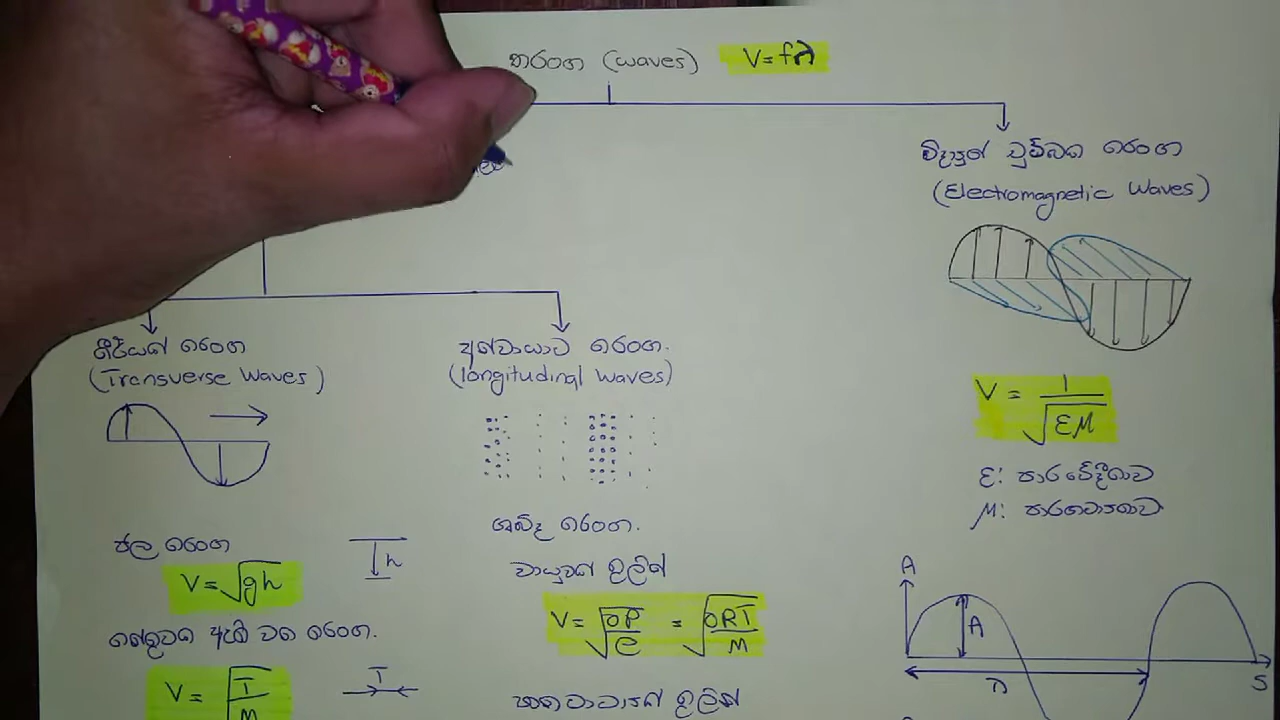 තරංග (waves) V = fλ
විද්‍යුත් චුම්බක තරංග
(Electromagnetic Waves)
තීර්යක් තරංග
(Transverse Waves)
අන්වායාම තරංග.
(longitudinal waves)
V = 1/√εμ
ε: පාරවේද්‍යතාව
μ: පාරගම්‍යතාව
ජල තරංග
h
V = √gh
ශබ්ද තරංග.
වායුවක් තුලින්
V = √γP/ρ = √γRT/M
තන්තුවක ඇති වන තරංග.
V = √T/m
T
A
A
λ
S